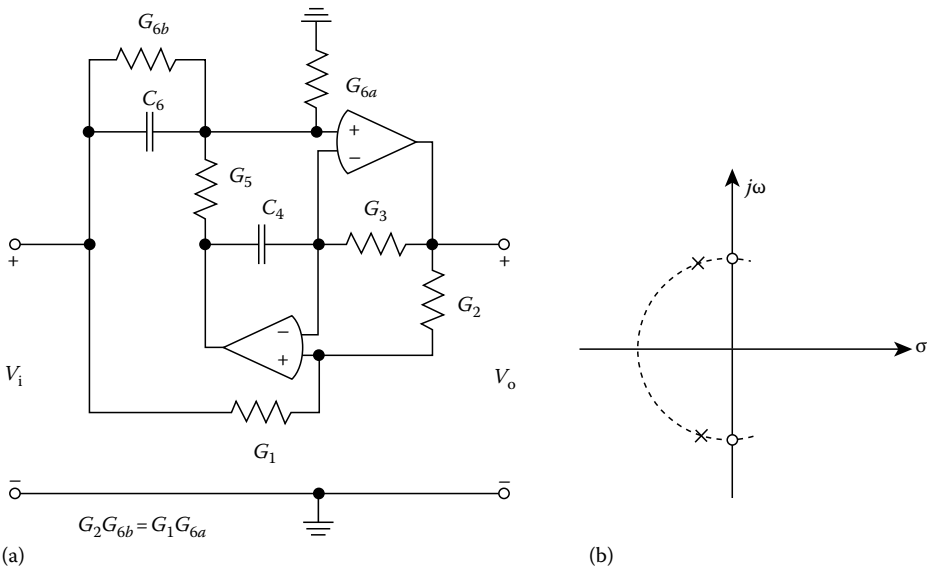 G6b
C6
G6a
+
−
G5
C4
G3
+
+
−
+
G2
Vi
Vo
G1
−
−
G2G6b = G1G6a
(a)
jω
σ
(b)